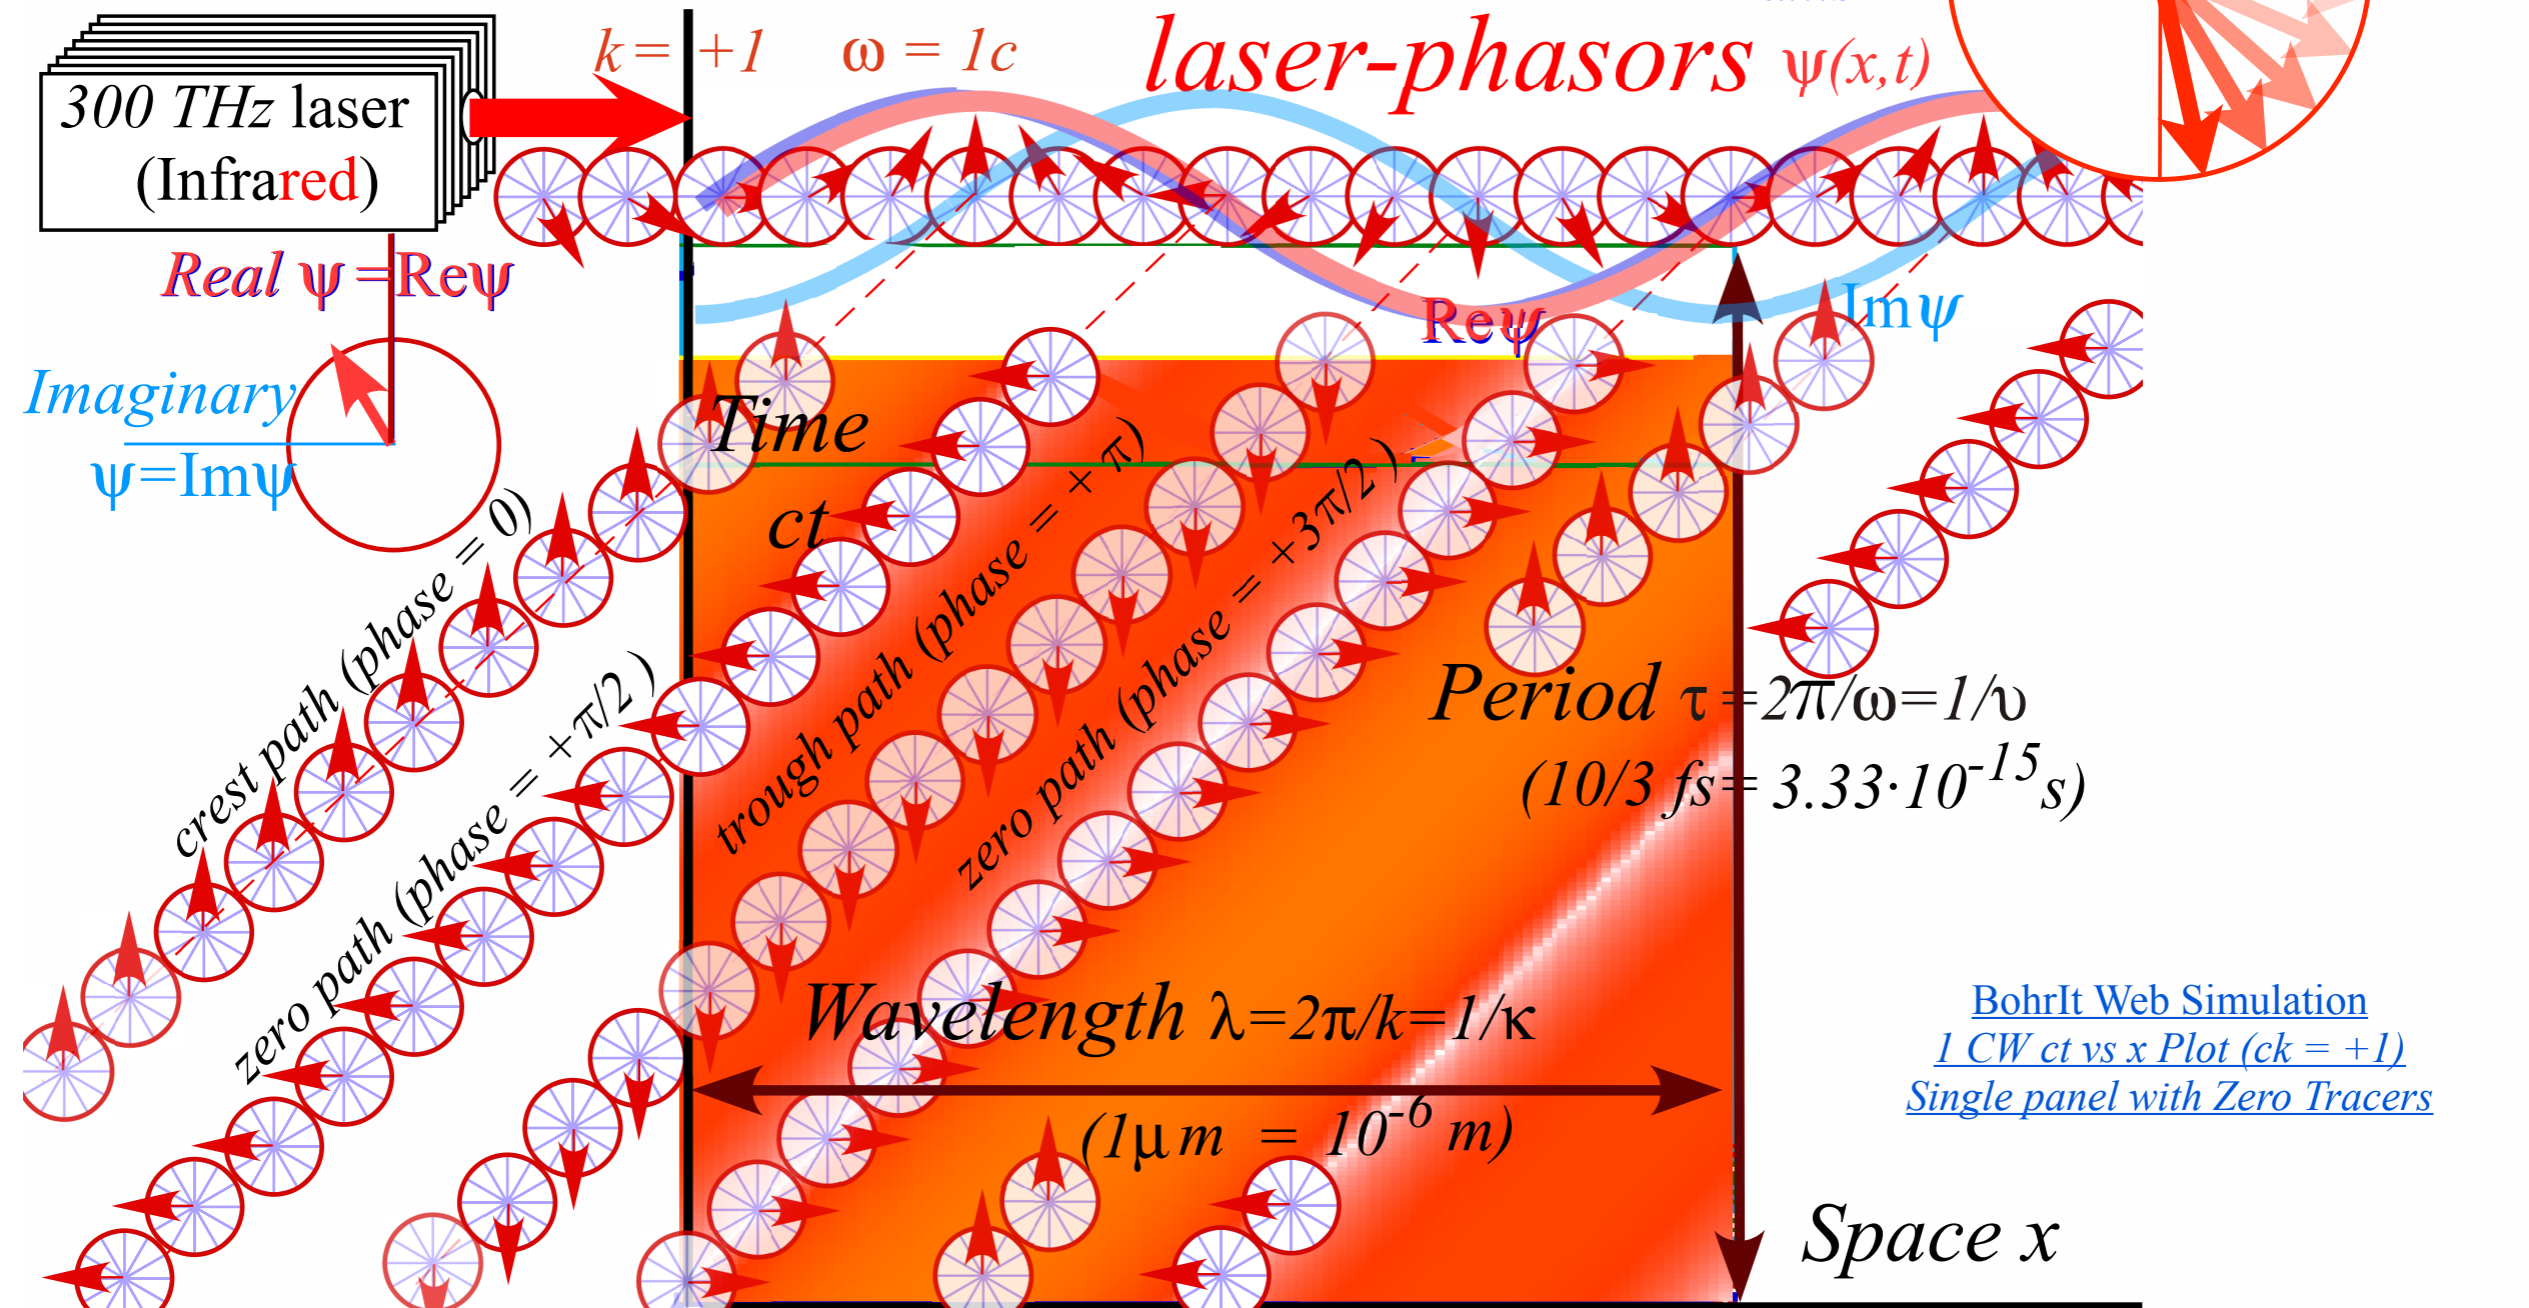 k = +1 ω = 1c
laser-phasors ψ(x,t)
300 THz laser
(Infrared)
Real ψ =Reψ
Imaginary
ψ=Imψ
Reψ
Imψ
Time
ct
crest path (phase = 0)
zero path (phase = +π/2 )
trough path (phase = + π)
zero path (phase = +3π/2 )
Period τ =2π/ω=1/υ
(10/3 fs= 3.33·10⁻¹⁵s)
Wavelength λ=2π/k=1/κ
(1μm = 10⁻⁶ m)
Space x
BohrIt Web Simulation
1 CW ct vs x Plot (ck = +1)
Single panel with Zero Tracers